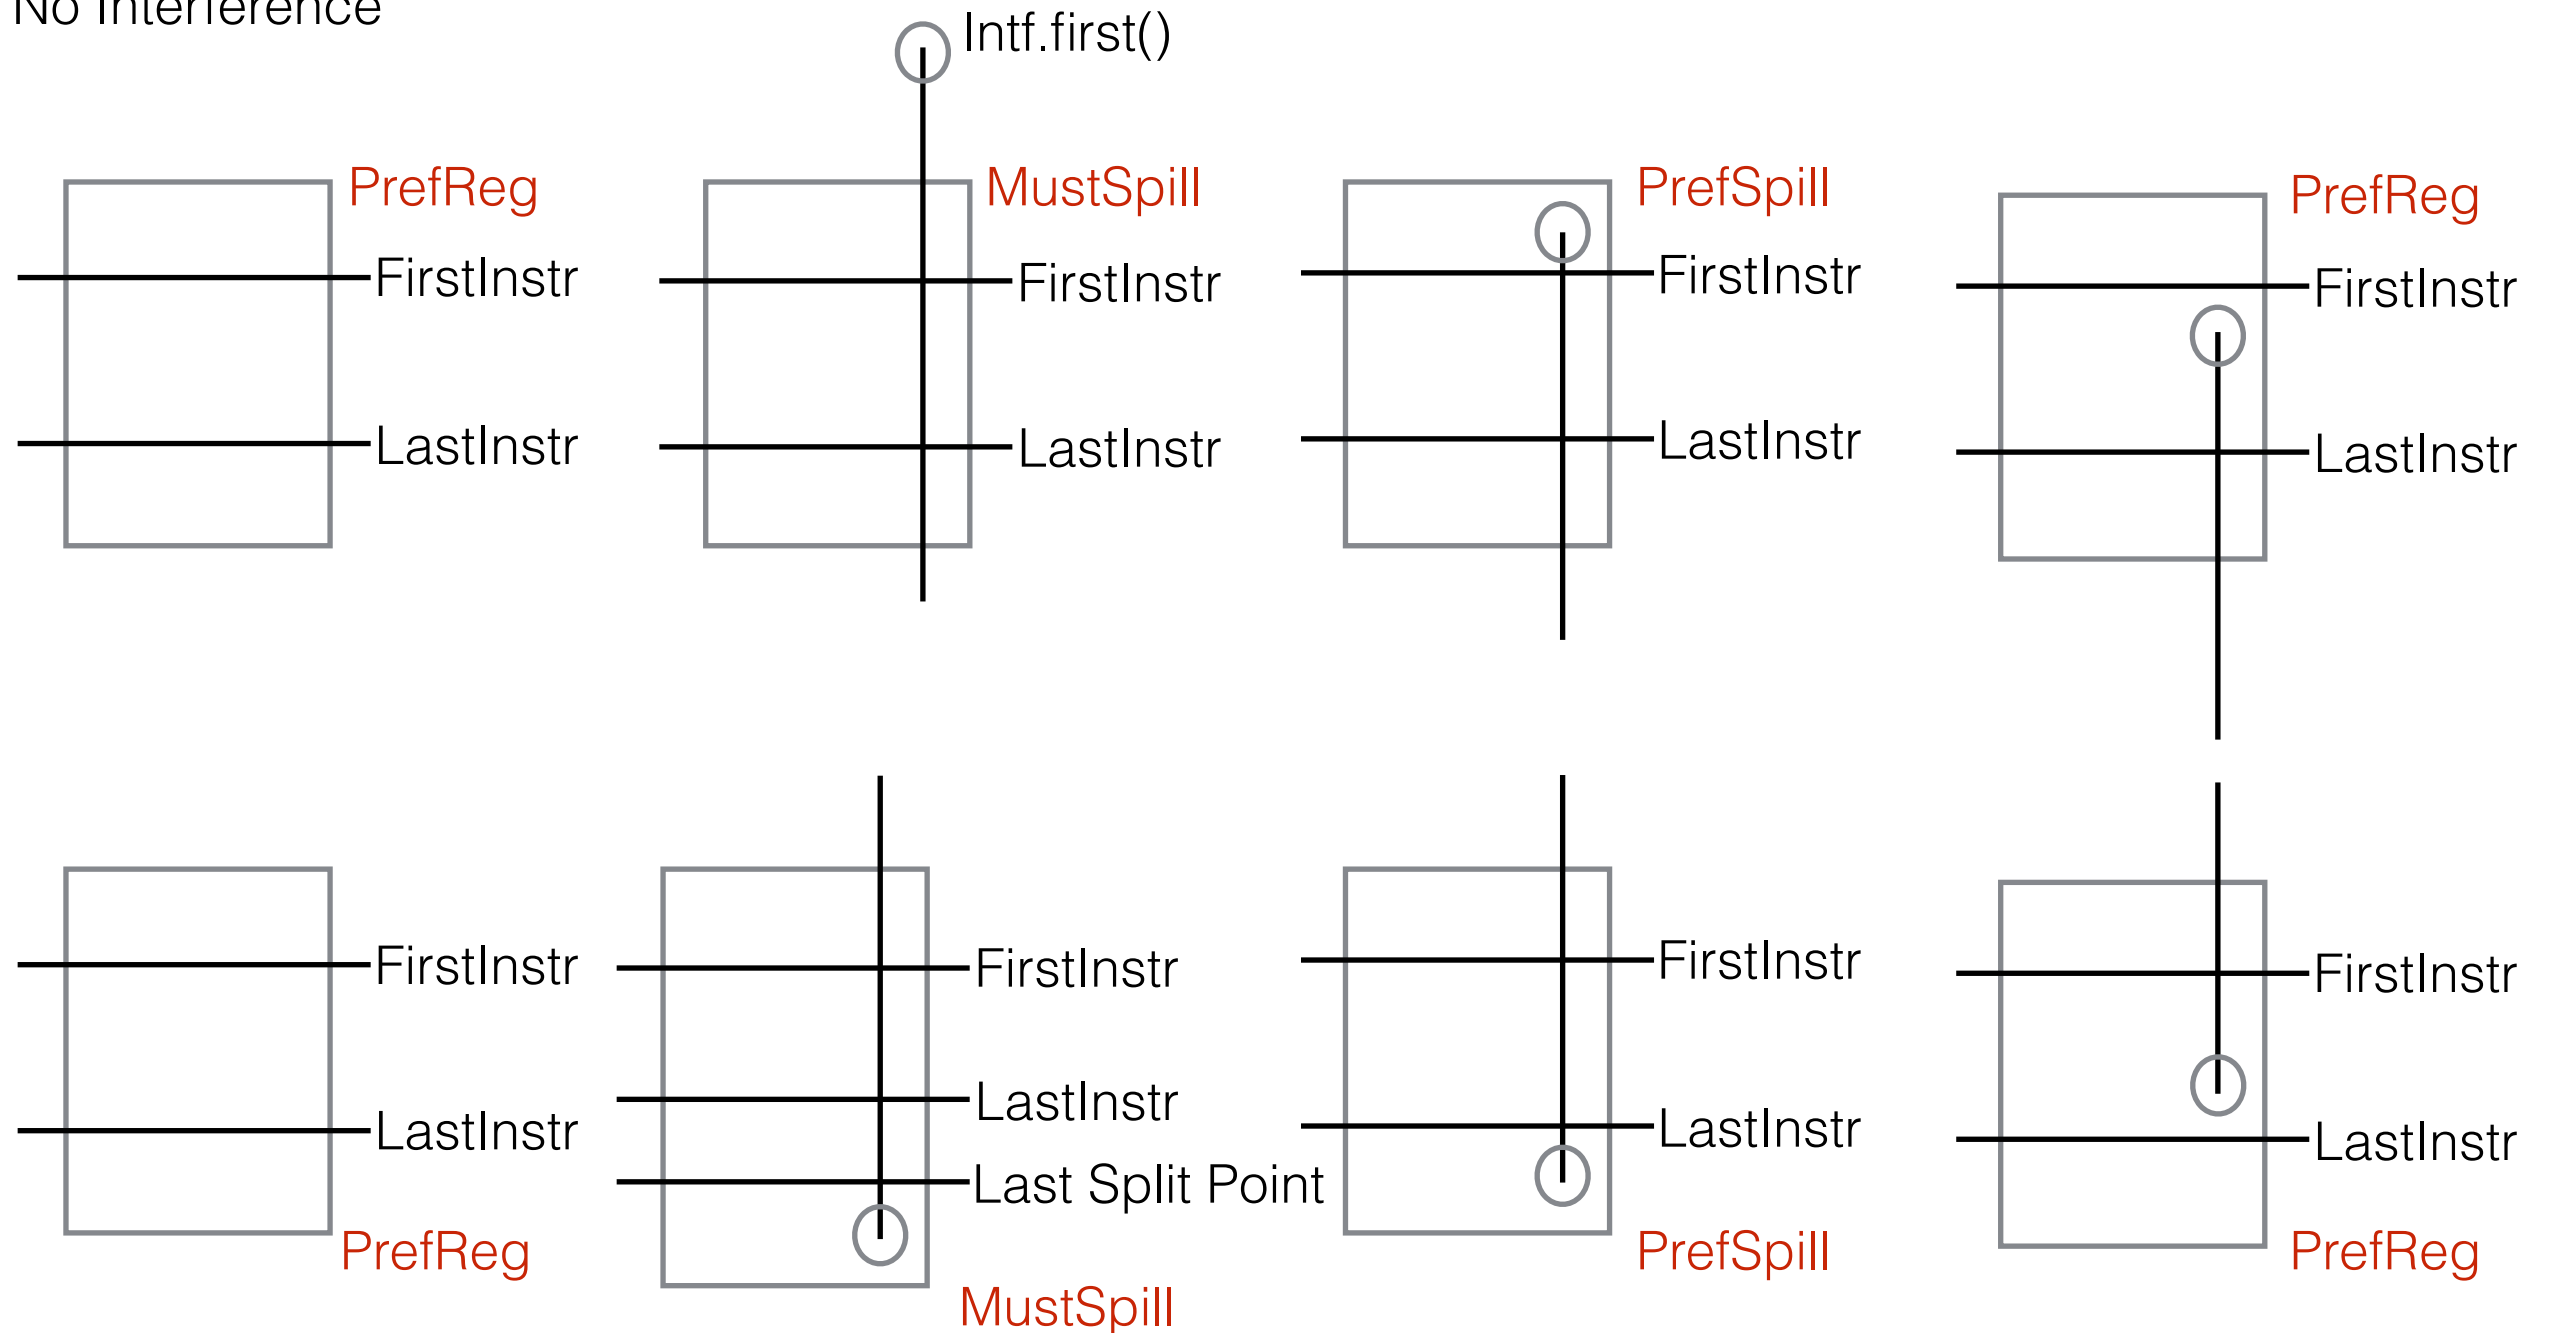 No Interference
Intf.first()
PrefReg
MustSpill
PrefSpill
PrefReg
FirstInstr
FirstInstr
FirstInstr
FirstInstr
LastInstr
LastInstr
LastInstr
LastInstr
FirstInstr
FirstInstr
FirstInstr
FirstInstr
LastInstr
LastInstr
LastInstr
LastInstr
Last Split Point
PrefReg
MustSpill
PrefSpill
PrefReg